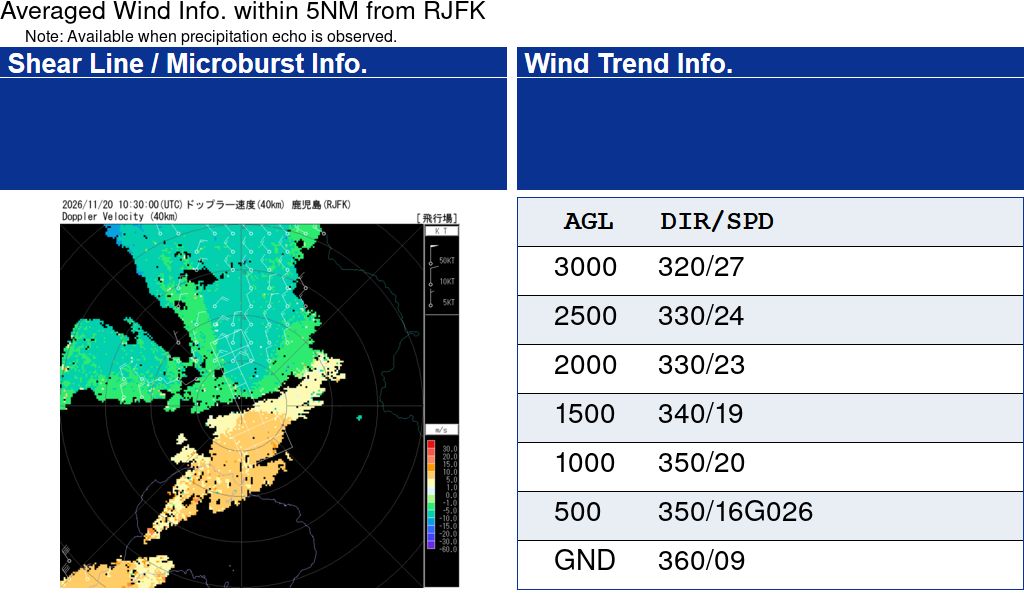 Averaged Wind Info. within 5NM from RJFK
Note: Available when precipitation echo is observed.
Shear Line / Microburst Info.
Wind Trend Info.
2026/11/20 10:30:00(UTC) ドップラー速度(40km) 鹿児島(RJFK)
Doppler Velocity (40km)
[飛行場]
KT
50KT
10KT
5KT
m/s
30.0
20.0
15.0
10.0
5.0
1.0
0.0
-1.0
-5.0
-10.0
-15.0
-20.0
-30.0
-60.0
AGL DIR/SPD
3000 320/27
2500 330/24
2000 330/23
1500 340/19
1000 350/20
500 350/16G026
GND 360/09